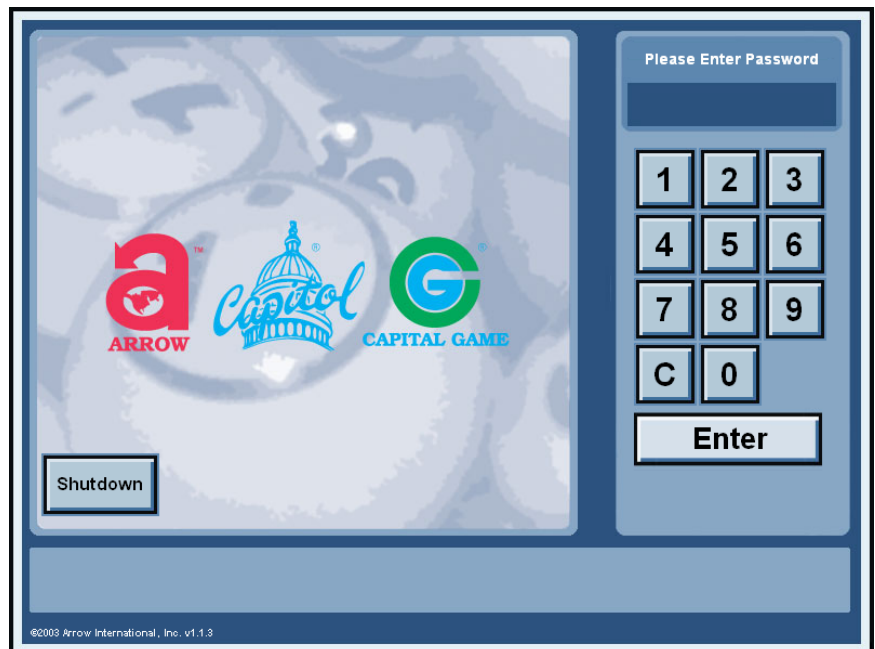 Please Enter Password
1 2 3
4 5 6
7 8 9
C 0
Enter
a™
ARROW
Capitol®
G®
CAPITAL GAME
Shutdown
©2003 Arrow International, Inc. v1.1.3